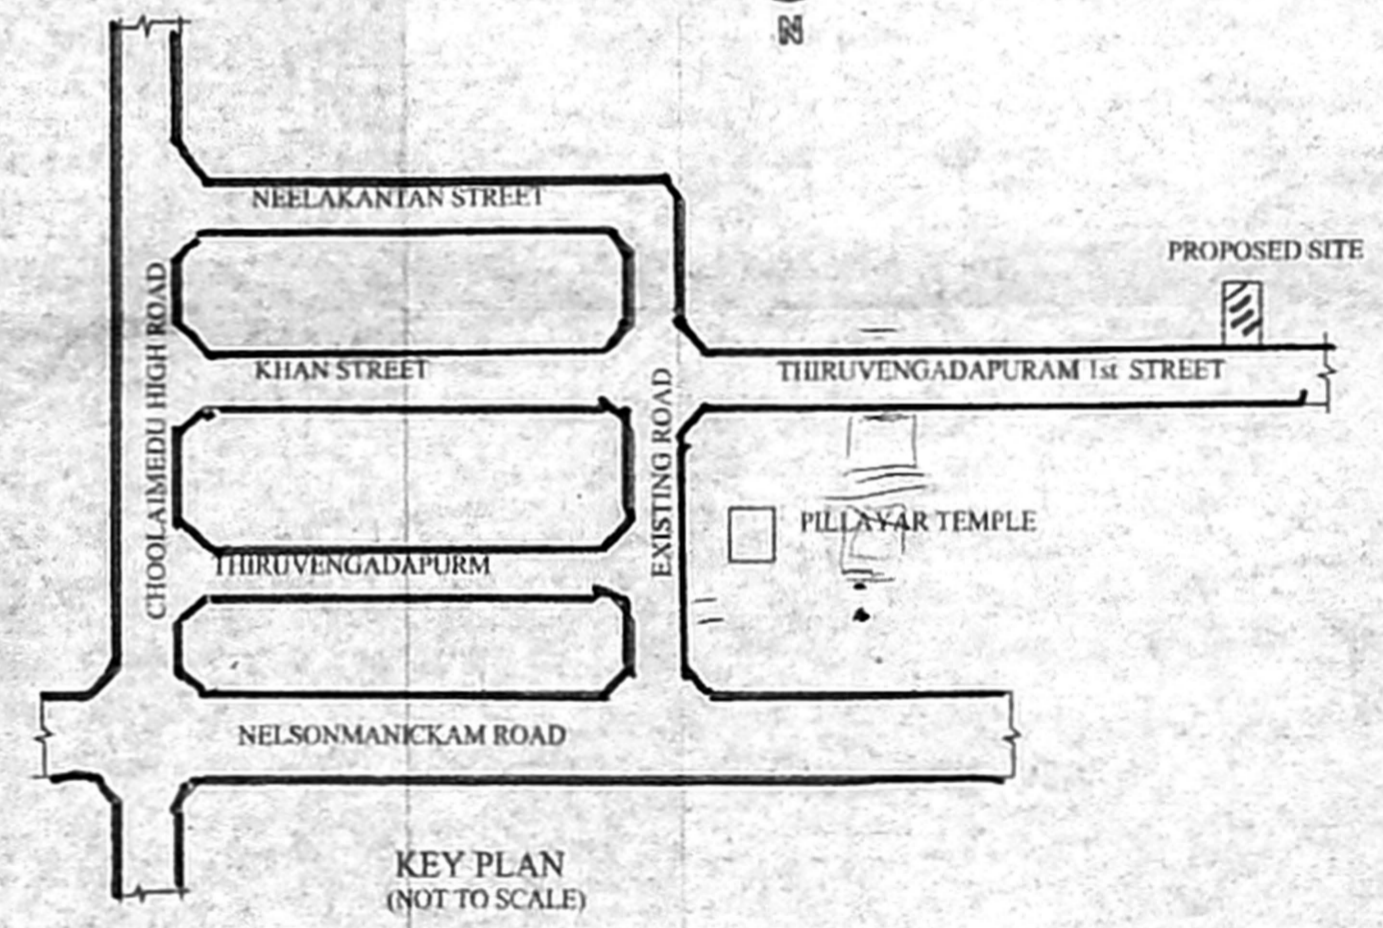 N
NEELAKANTAN STREET
PROPOSED SITE
CHOOLAIMEDU HIGH ROAD
KHAN STREET
THIRUVENGADAPURAM 1st STREET
EXISTING ROAD
PILLAYAR TEMPLE
THIRUVENGADAPURM
NELSONMANICKAM ROAD
KEY PLAN
(NOT TO SCALE)